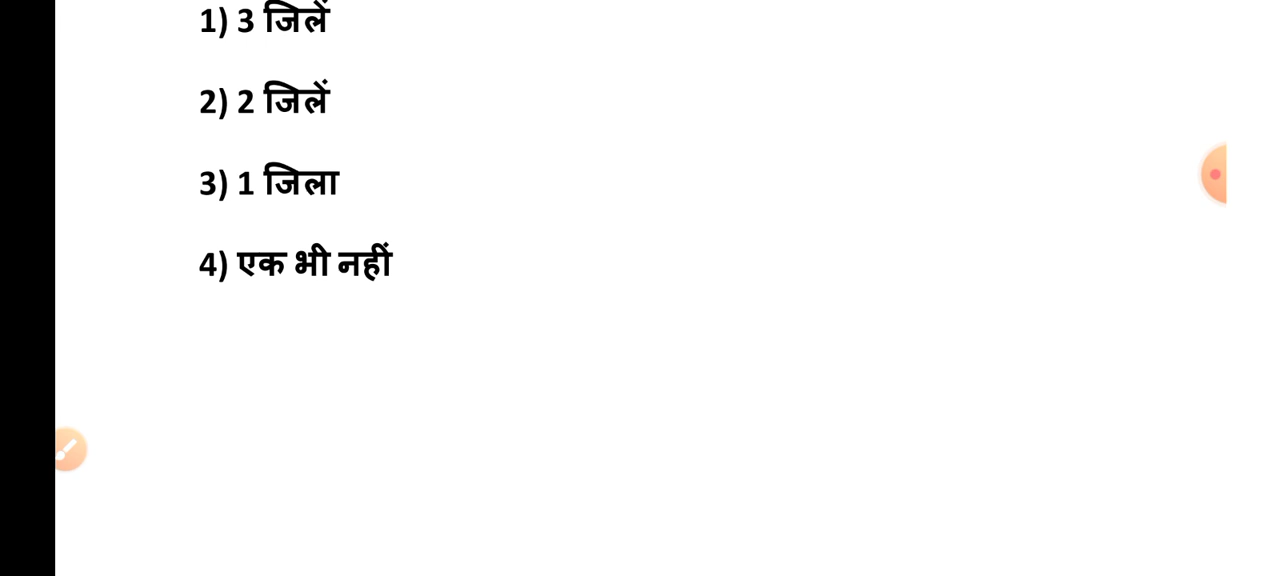 1) 3 जिलें
2) 2 जिलें
3) 1 जिला
4) एक भी नहीं